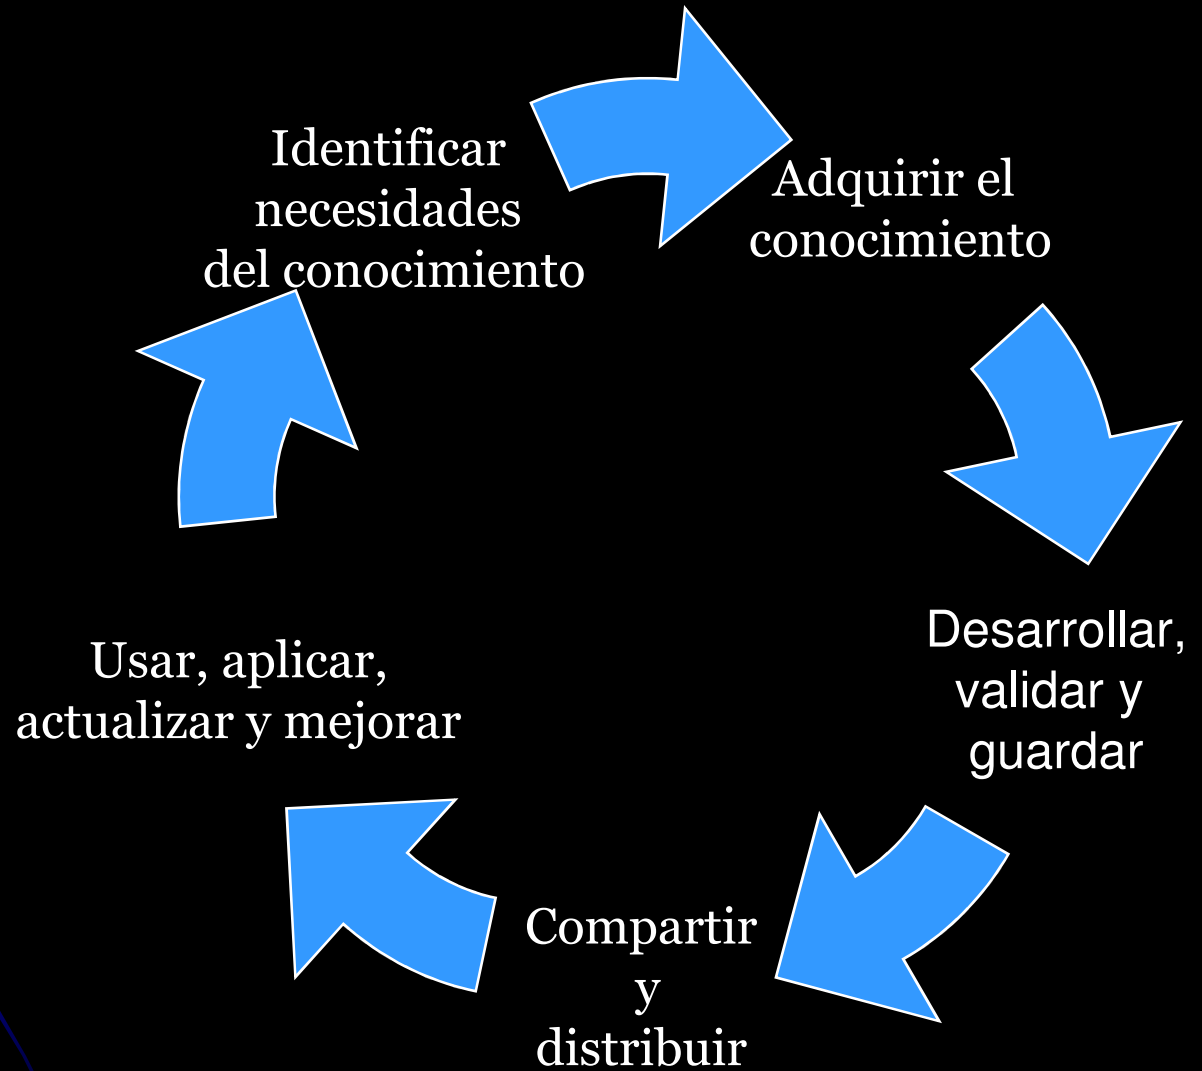 Identificar
necesidades
del conocimiento
Adquirir el
conocimiento
Desarrollar,
validar y
guardar
Compartir
y
distribuir
Usar, aplicar,
actualizar y mejorar